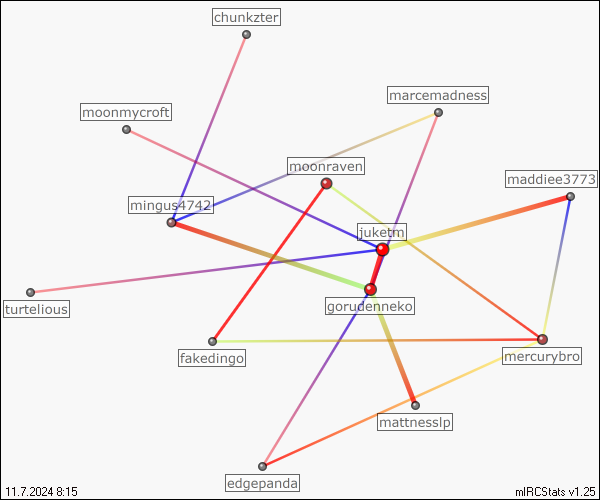 chunkzter
marcemadness
moonmycroft
moonraven
maddiee3773
mingus4742
juketm
turtelious
gorudenneko
fakedingo
mercurybro
mattnesslp
edgepanda
11.7.2024 8:15
mIRCStats v1.25